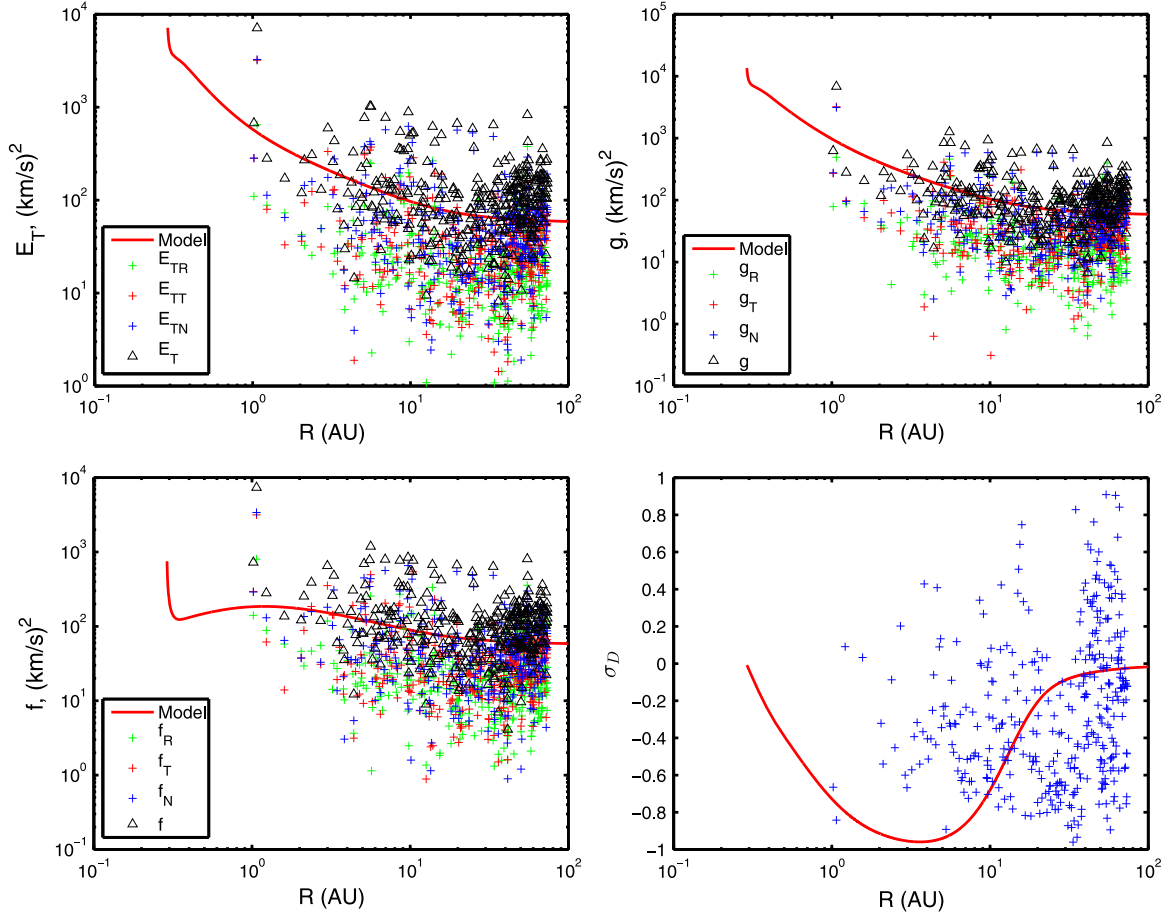 10^4
10^3
10^2
10^1
10^0
E_T, (km/s)^2
Model
E_TR
E_TT
E_TN
E_T
10^-1
10^0
10^1
10^2
R (AU)
10^5
10^4
10^3
10^2
10^1
10^0
10^-1
g, (km/s)^2
Model
g_R
g_T
g_N
g
10^-1
10^0
10^1
10^2
R (AU)
10^4
10^3
10^2
10^1
10^0
10^-1
f, (km/s)^2
Model
f_R
f_T
f_N
f
10^-1
10^0
10^1
10^2
R (AU)
1
0.8
0.6
0.4
0.2
0
−0.2
−0.4
−0.6
−0.8
−1
σ_D
10^-1
10^0
10^1
10^2
R (AU)